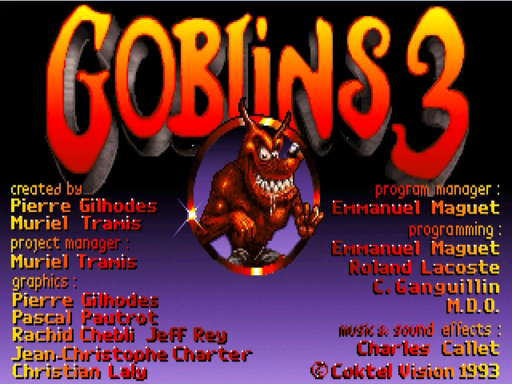 GOBLiiNS 3
created by
Pierre Gilhodes
Muriel Tramis
project manager :
Muriel Tramis
graphics :
Pierre Gilhodes
Pascal Pautrot
Rachid Chebli Jeff Rey
Jean-Christophe Charter
Christian Laly
program manager :
Emmanuel Maguet
programming :
Emmanuel Maguet
Roland Lacoste
C. Ganguillin
M.D.O.
music & sound effects :
Charles Callet
© Coktel Vision 1993